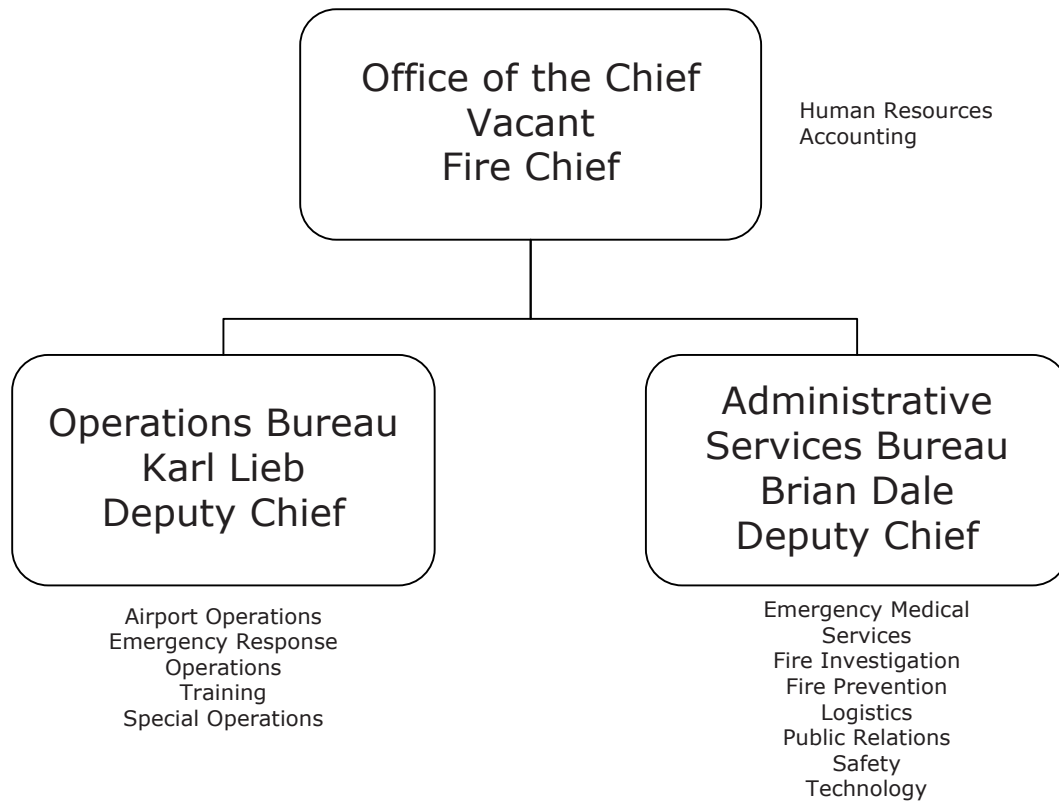 Office of the Chief
Vacant
Fire Chief
Human Resources
Accounting
Operations Bureau
Karl Lieb
Deputy Chief
Administrative
Services Bureau
Brian Dale
Deputy Chief
Airport Operations
Emergency Response
Operations
Training
Special Operations
Emergency Medical
Services
Fire Investigation
Fire Prevention
Logistics
Public Relations
Safety
Technology